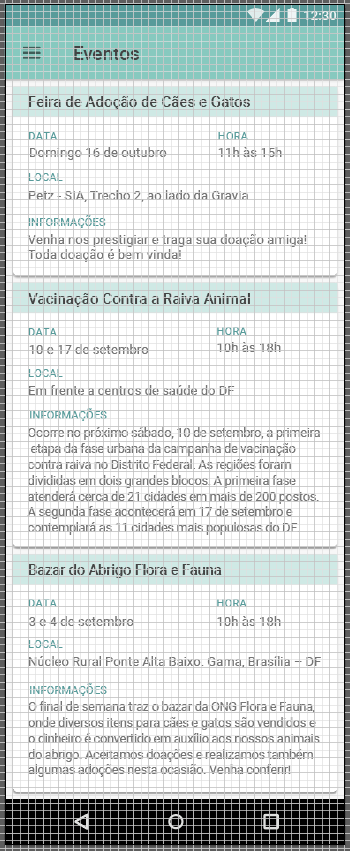 12:30
Eventos
Feira de Adoção de Cães e Gatos
DATA HORA
Domingo 16 de outubro 11h às 15h
LOCAL
Petz - SIA, Trecho 2, ao lado da Gravia
INFORMAÇÕES
Venha nos prestigiar e traga sua doação amiga!
Toda doação é bem vinda!
Vacinação Contra a Raiva Animal
DATA HORA
10 e 17 de setembro 10h às 18h
LOCAL
Em frente a centros de saúde do DF
INFORMAÇÕES
Ocorre no próximo sábado, 10 de setembro, a primeira
etapa da fase urbana da campanha de vacinação
contra raiva no Distrito Federal. As regiões foram
divididas em dois grandes blocos. A primeira fase
atenderá cerca de 21 cidades em mais de 200 postos.
A segunda fase acontecerá em 17 de setembro e
contemplará as 11 cidades mais populosas do DF
Bazar do Abrigo Flora e Fauna
DATA HORA
3 e 4 de setembro 10h às 18h
LOCAL
Núcleo Rural Ponte Alta Baixo. Gama, Brasília – DF
INFORMAÇÕES
O final de semana traz o bazar da ONG Flora e Fauna,
onde diversos itens para cães e gatos são vendidos e
o dinheiro é convertido em auxílio aos nossos animais
do abrigo. Aceitamos doações e realizamos também
algumas adoções nesta ocasião. Venha conferir!